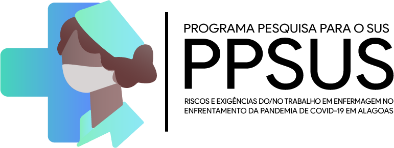 PROGRAMA PESQUISA PARA O SUS
PPSUS
RISCOS E EXIGÊNCIAS DO/NO TRABALHO EM ENFERMAGEM NO
ENFRENTAMENTO DA PANDEMIA DE COVID-19 EM ALAGOAS